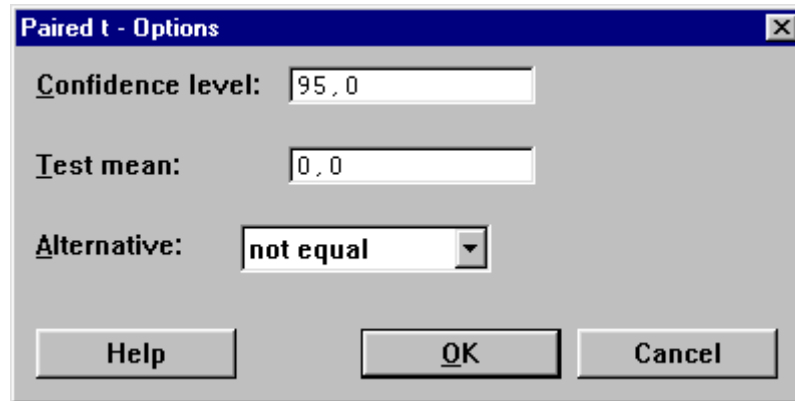 Paired t - Options
Confidence level: 95,0
Test mean: 0,0
Alternative: not equal
Help OK Cancel